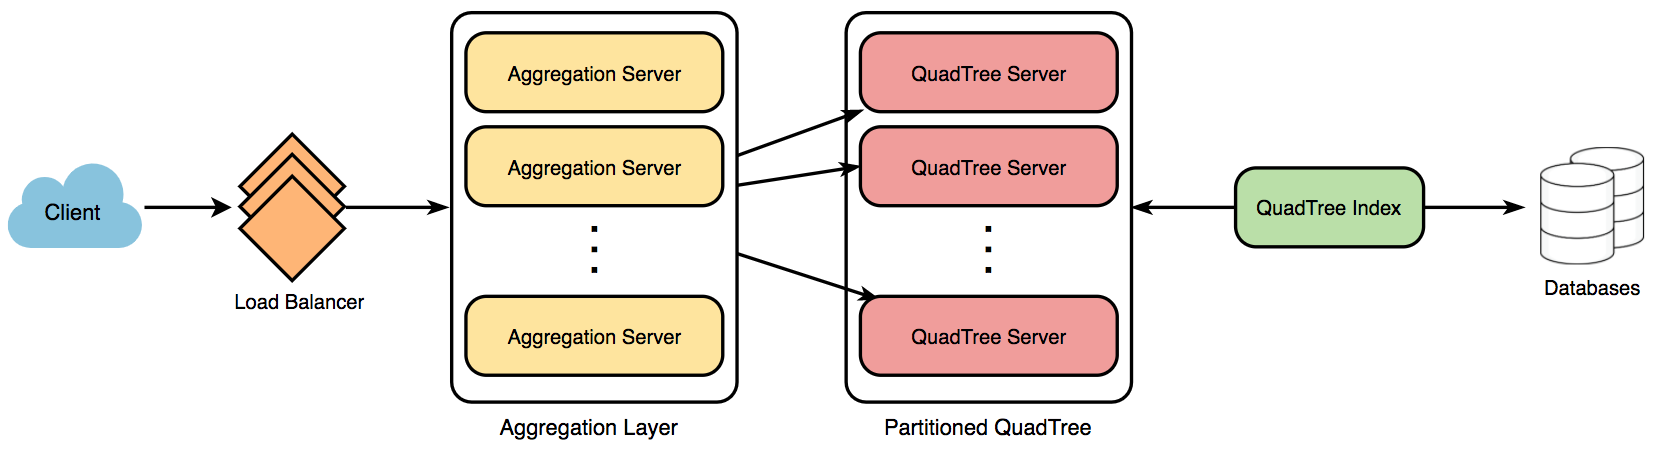 Client
Load Balancer
Aggregation Server
Aggregation Server
Aggregation Server
Aggregation Layer
QuadTree Server
QuadTree Server
QuadTree Server
Partitioned QuadTree
QuadTree Index
Databases